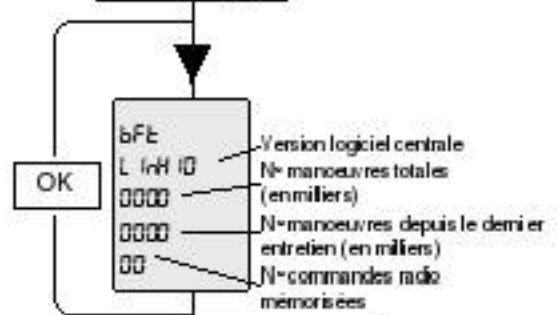 bFt
L InH 10
0000
0000
00
OK
Version logiciel centrale
N° manoeuvres totales
(en milliers)
N° manoeuvres depuis le dernier
entretien (en milliers)
N° commandes radio
mémorisées